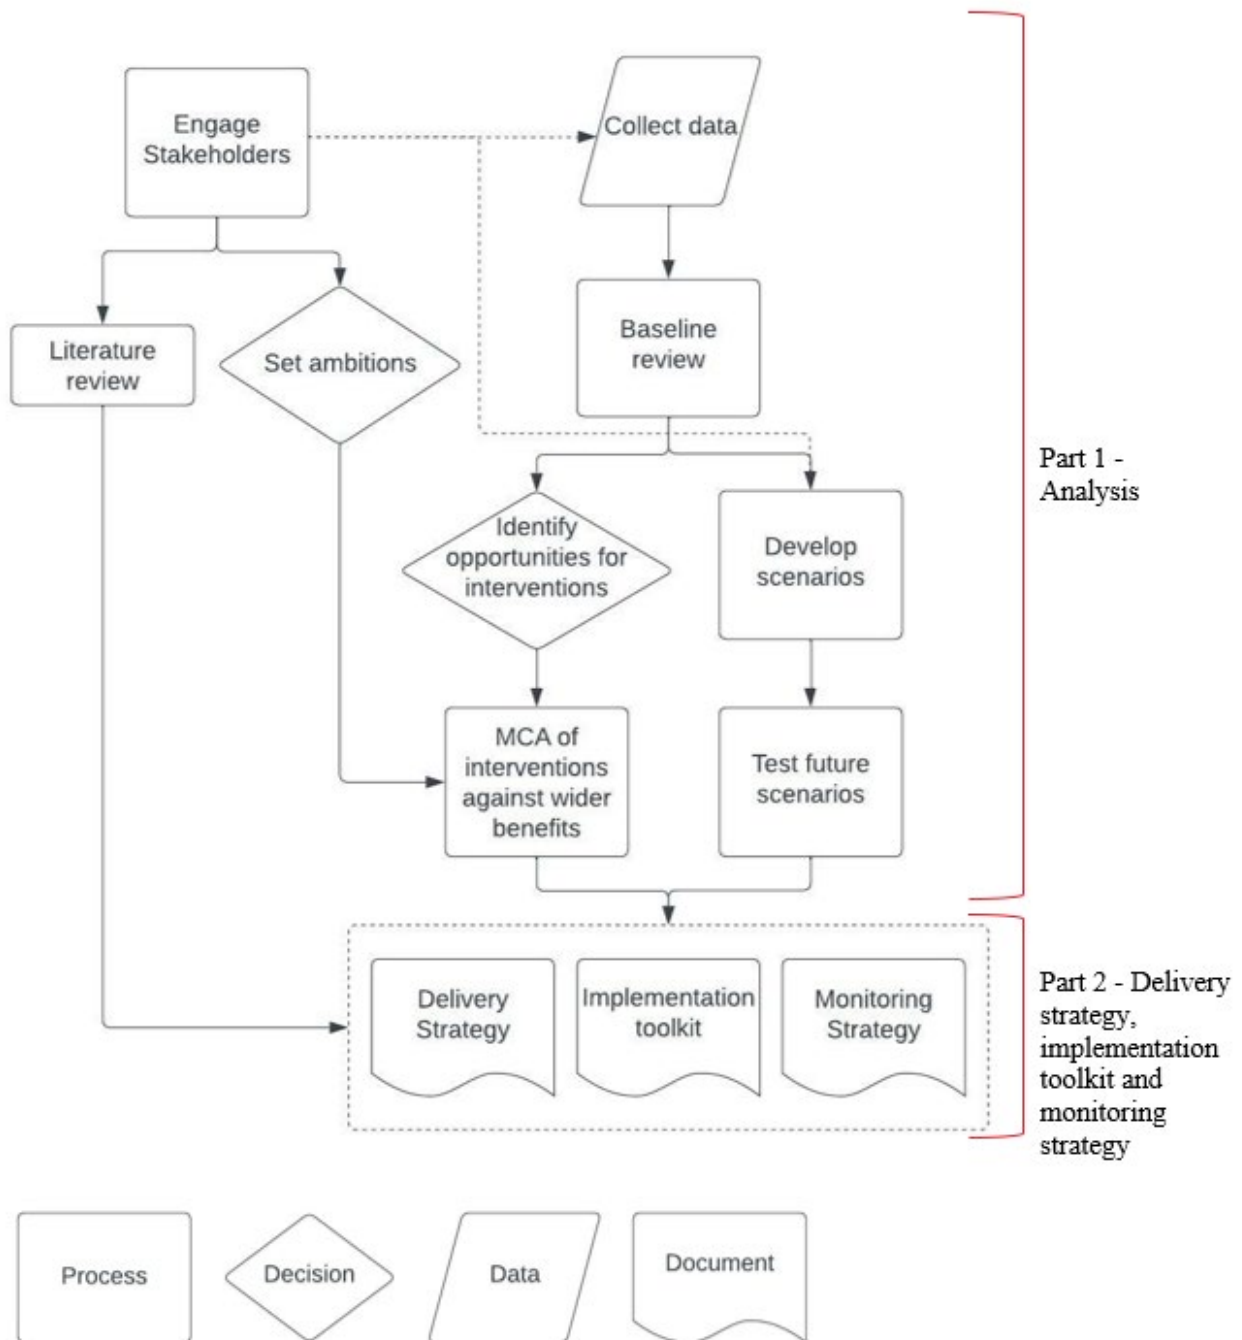 Engage
Stakeholders
Collect data
Literature
review
Set ambitions
Baseline
review
Identify
opportunities for
interventions
Develop
scenarios
MCA of
interventions
against wider
benefits
Test future
scenarios
Part 1 -
Analysis
Delivery
Strategy
Implementation
toolkit
Monitoring
Strategy
Part 2 - Delivery
strategy,
implementation
toolkit and
monitoring
strategy
Process
Decision
Data
Document